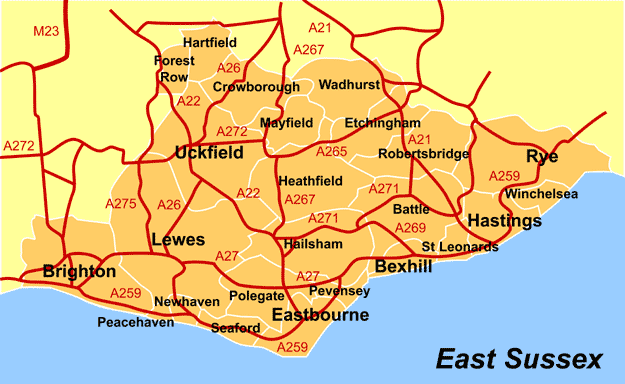 M23
A21
Hartfield
A267
Forest
Row
A26
Crowborough
Wadhurst
A22
Mayfield
Etchingham
A272
A21
A272
Uckfield
A265
Robertsbridge
Rye
Heathfield
A259
A275
A26
A22
A267
A271
Winchelsea
Battle
A271
Hastings
Lewes
A269
Hailsham
St Leonards
A27
Bexhill
Brighton
A27
A259
Newhaven
Polegate
Pevensey
Peacehaven
Seaford
Eastbourne
A259
East Sussex